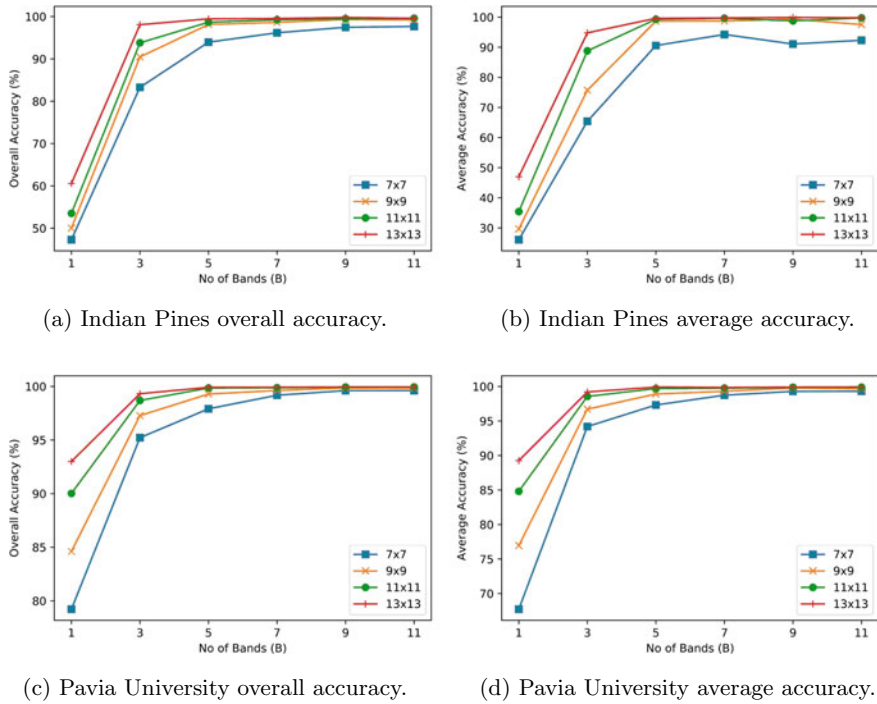 100
90
80
70
60
50
Overall Accuracy (%)
1 3 5 7 9 11
No of Bands (B)
7x7
9x9
11x11
13x13
(a) Indian Pines overall accuracy.
100
90
80
70
60
50
40
30
Average Accuracy (%)
1 3 5 7 9 11
No of Bands (B)
7x7
9x9
11x11
13x13
(b) Indian Pines average accuracy.
100
95
90
85
80
Overall Accuracy (%)
1 3 5 7 9 11
No of Bands (B)
7x7
9x9
11x11
13x13
(c) Pavia University overall accuracy.
100
95
90
85
80
75
70
Average Accuracy (%)
1 3 5 7 9 11
No of Bands (B)
7x7
9x9
11x11
13x13
(d) Pavia University average accuracy.